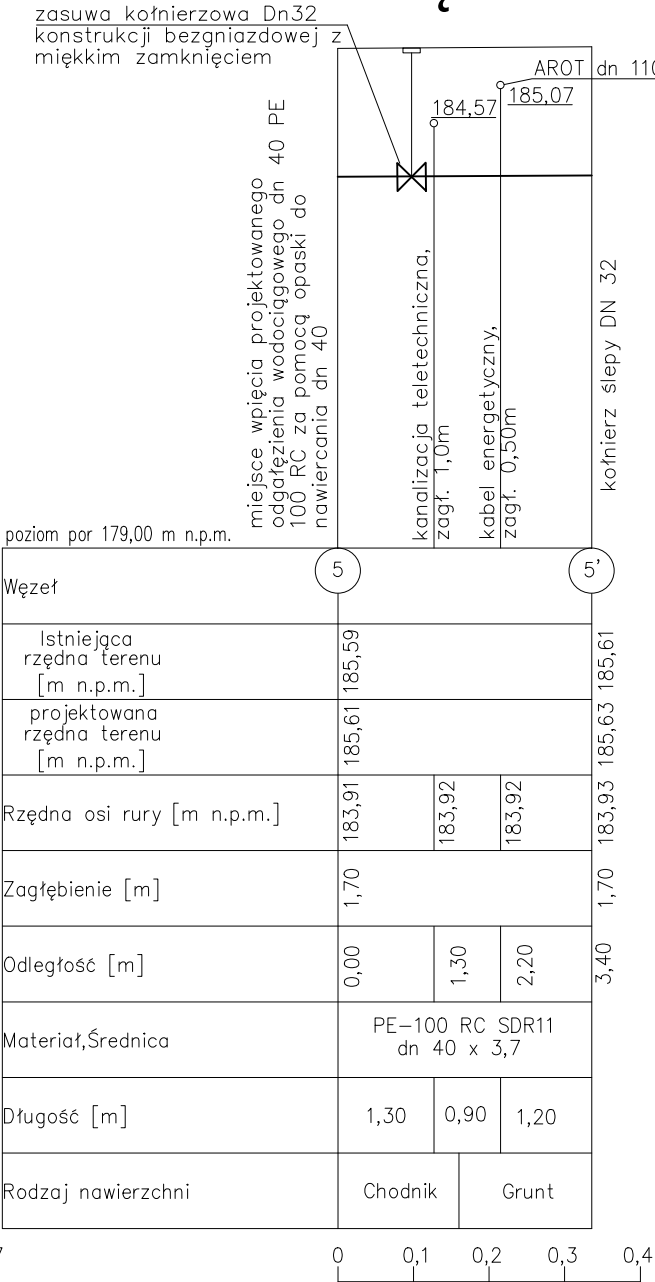 zasuwa kołnierzowa Dn32
konstrukcji bezgniazdowej z
miękkim zamknięciem
AROT dn 110
184,57
185,07
miejsce wpięcia projektowanego
odgałęzienia wodociągowego dn 40 PE
100 RC za pomocą opaski do
nawiercania dn 40
kanalizacja teletechniczna,
zagł. 1,0m
kabel energetyczny,
zagł. 0,50m
kołnierz ślepy DN 32
poziom por 179,00 m n.p.m.
Węzeł
5
5'
Istniejąca
rzędna terenu
[m n.p.m.]
185,59
185,61
projektowana
rzędna terenu
[m n.p.m.]
185,61
185,63
Rzędna osi rury [m n.p.m.]
183,91
183,92
183,92
183,93
Zagłębienie [m]
1,70
1,70
Odległość [m]
0,00
1,30
2,20
3,40
Materiał,Średnica
PE-100 RC SDR11
dn 40 x 3,7
Długość [m]
1,30
0,90
1,20
Rodzaj nawierzchni
Chodnik
Grunt
0
0,1
0,2
0,3
0,4